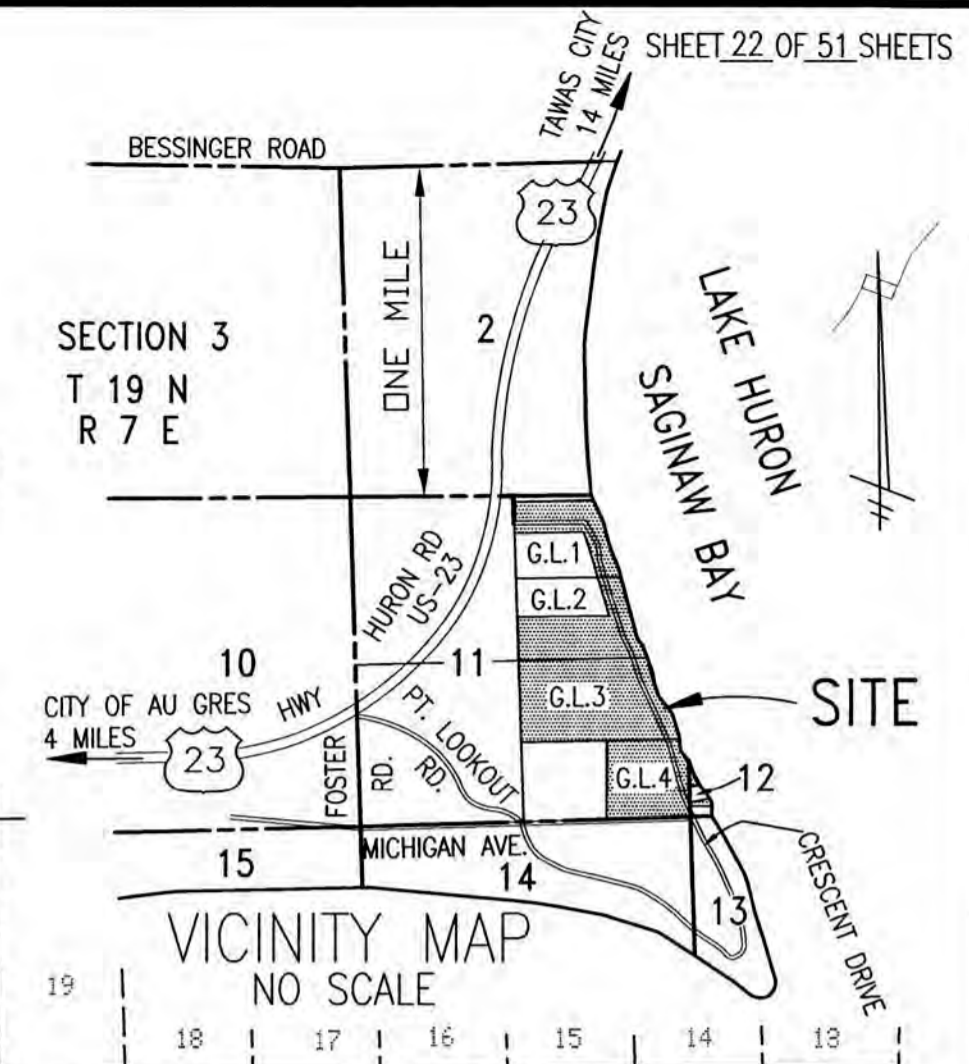 SHEET 22 OF 51 SHEETS
TAWAS CITY
14 MILES
BESSINGER ROAD
23
ONE MILE
2
SECTION 3
T 19 N
R 7 E
LAKE HURON
SAGINAW BAY
G.L.1
G.L.2
HURON RD
US-23
10
11
G.L.3
SITE
CITY OF AU GRES
4 MILES
HWY
23
PT. LOOKOUT
RD.
FOSTER
RD.
G.L.4
12
MICHIGAN AVE.
15
14
13
CRESCENT DRIVE
VICINITY MAP
NO SCALE
19
18
17
16
15
14
13